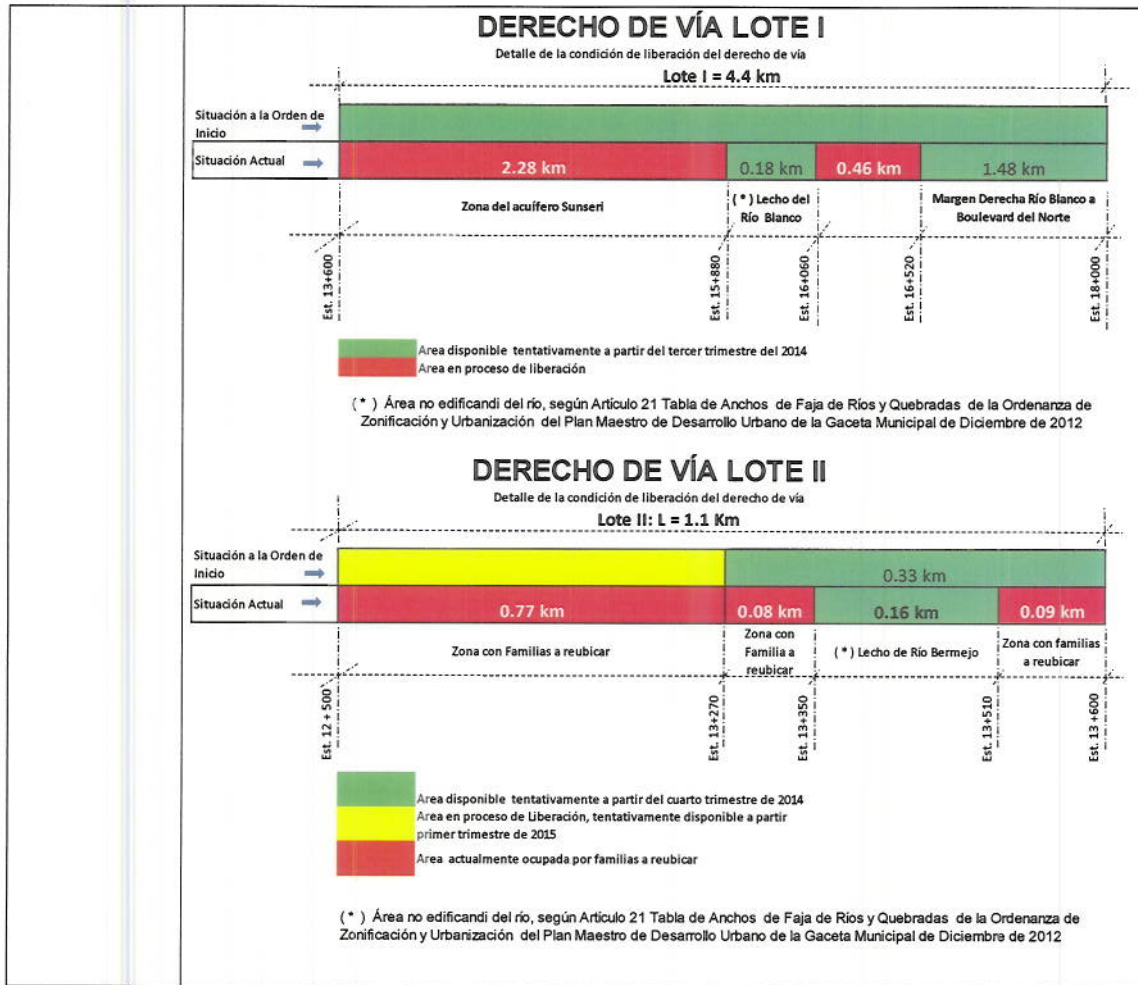 DERECHO DE VÍA LOTE I
Detalle de la condición de liberación del derecho de vía
Lote I = 4.4 km
Situación a la Orden de
Inicio
Situación Actual
2.28 km
0.18 km
0.46 km
1.48 km
Zona del acuífero Sunseri
( * ) Lecho del
Río Blanco
Margen Derecha Río Blanco a
Boulevard del Norte
Est. 13+600
Est. 15+880
Est. 16+060
Est. 16+520
Est. 18+000
Area disponible tentativamente a partir del tercer trimestre del 2014
Area en proceso de liberación
( * ) Área no edificandi del río, según Artículo 21 Tabla de Anchos de Faja de Ríos y Quebradas de la Ordenanza de
Zonificación y Urbanización del Plan Maestro de Desarrollo Urbano de la Gaceta Municipal de Diciembre de 2012
DERECHO DE VÍA LOTE II
Detalle de la condición de liberación del derecho de vía
Lote II: L = 1.1 Km
Situación a la Orden de
Inicio
0.33 km
Situación Actual
0.77 km
0.08 km
0.16 km
0.09 km
Zona con Familias a reubicar
Zona con
Familia a
reubicar
( * ) Lecho de Río Bermejo
Zona con familias
a reubicar
Est. 12 + 500
Est. 13+270
Est. 13+350
Est. 13+510
Est. 13 +600
Area disponible tentativamente a partir del cuarto trimestre de 2014
Area en proceso de Liberación, tentativamente disponible a partir
primer trimestre de 2015
Area actualmente ocupada por familias a reubicar
( * ) Área no edificandi del río, según Artículo 21 Tabla de Anchos de Faja de Ríos y Quebradas de la Ordenanza de
Zonificación y Urbanización del Plan Maestro de Desarrollo Urbano de la Gaceta Municipal de Diciembre de 2012